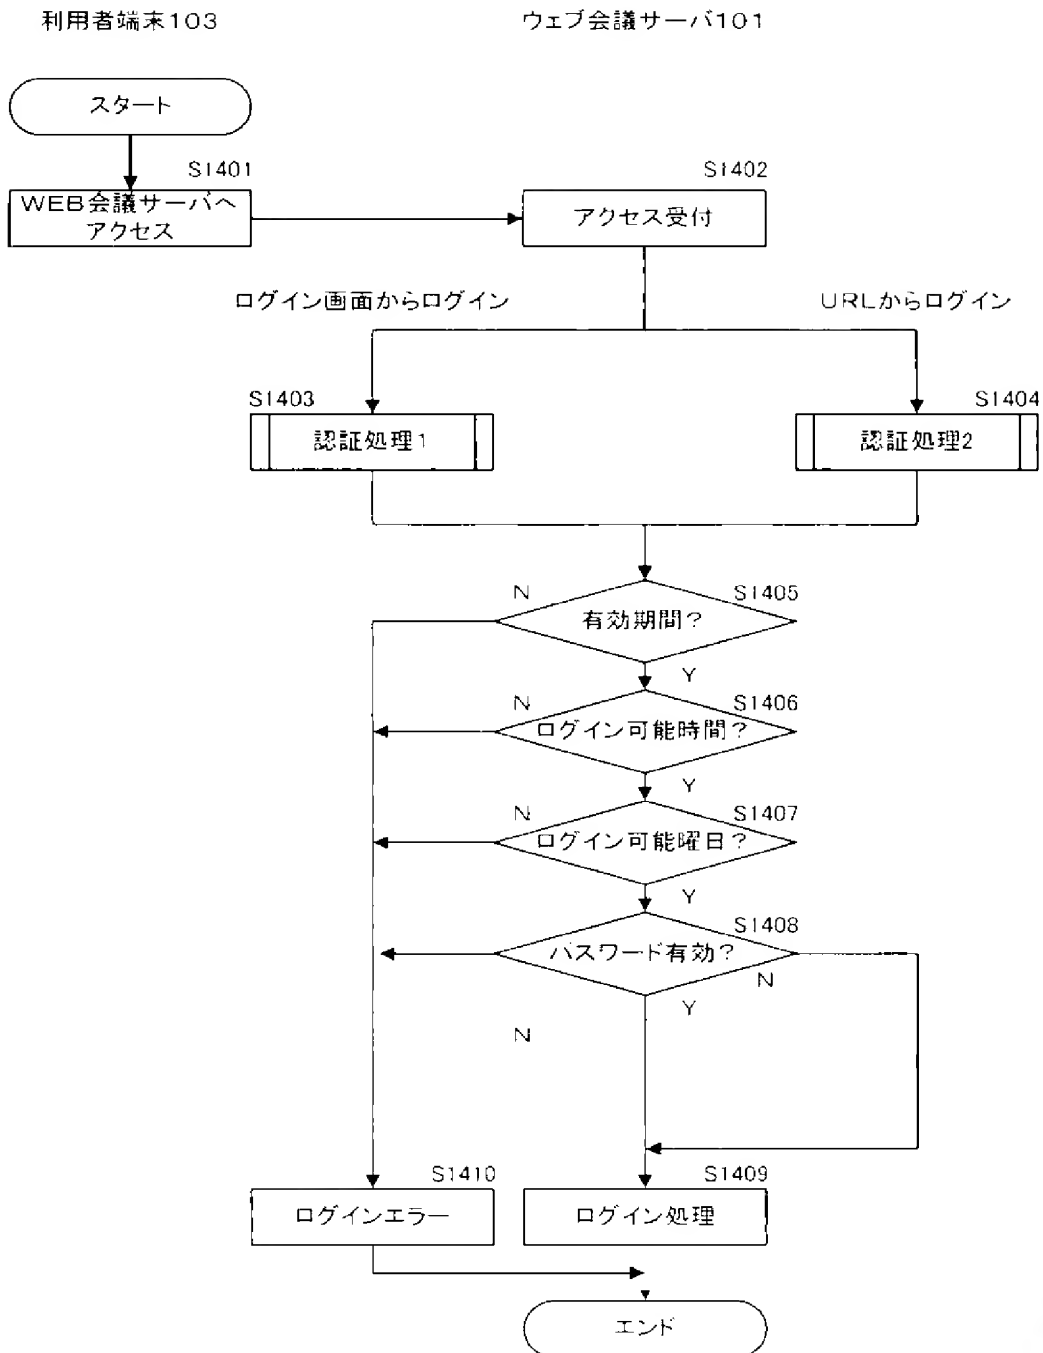 利用者端末103
ウェブ会議サーバ101
スタート
S1401
WEB会議サーバへ
アクセス
S1402
アクセス受付
ログイン画面からログイン
URLからログイン
S1403
認証処理1
S1404
認証処理2
N
S1405
有効期間？
Y
N
S1406
ログイン可能時間？
Y
N
S1407
ログイン可能曜日？
Y
S1408
パスワード有効？
N
Y
N
S1410
ログインエラー
S1409
ログイン処理
エンド